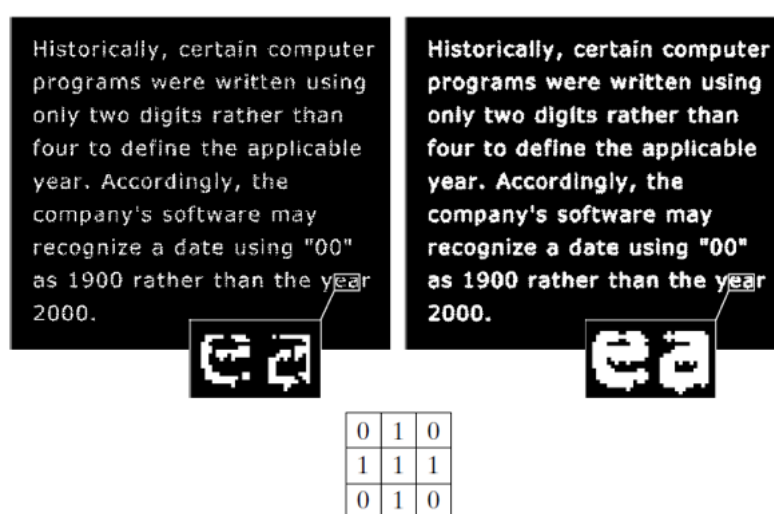 Historically, certain computer
programs were written using
only two digits rather than
four to define the applicable
year. Accordingly, the
company's software may
recognize a date using "00"
as 1900 rather than the year
2000.
ea
Historically, certain computer
programs were written using
only two digits rather than
four to define the applicable
year. Accordingly, the
company's software may
recognize a date using "00"
as 1900 rather than the year
2000.
ea
0 1 0
1 1 1
0 1 0